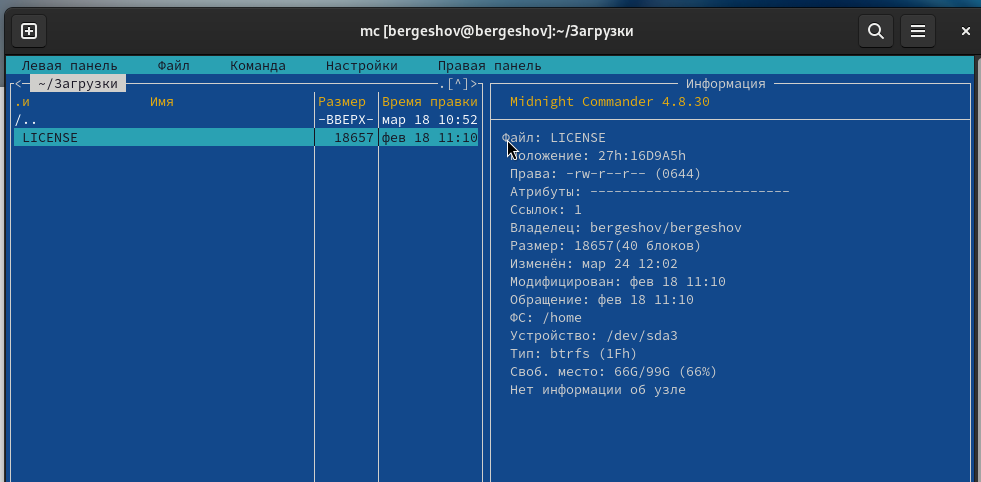 mc [bergeshov@bergeshov]:~/Загрузки
Левая панель Файл Команда Настройки Правая панель
<— ~/Загрузки .[^]>
.и Имя Размер Время правки
/.. -ВВЕРХ- мар 18 10:52
LICENSE 18657 фев 18 11:10
Информация
Midnight Commander 4.8.30
Файл: LICENSE
Положение: 27h:16D9A5h
Права: -rw-r--r-- (0644)
Атрибуты: -------------------------
Ссылок: 1
Владелец: bergeshov/bergeshov
Размер: 18657(40 блоков)
Изменён: мар 24 12:02
Модифицирован: фев 18 11:10
Обращение: фев 18 11:10
ФС: /home
Устройство: /dev/sda3
Тип: btrfs (1Fh)
Своб. место: 66G/99G (66%)
Нет информации об узле